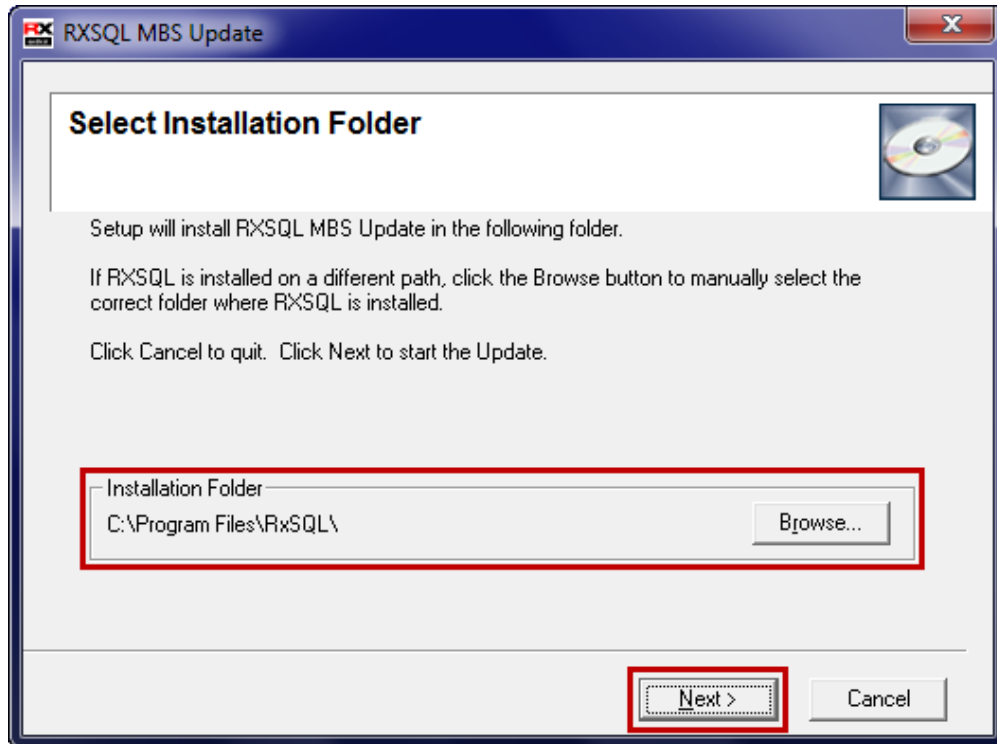 RX
RXSQL MBS Update
X
Select Installation Folder
Setup will install RXSQL MBS Update in the following folder.
If RXSQL is installed on a different path, click the Browse button to manually select the
correct folder where RXSQL is installed.
Click Cancel to quit.  Click Next to start the Update.
Installation Folder
C:\Program Files\RxSQL\
Browse...
Next >
Cancel